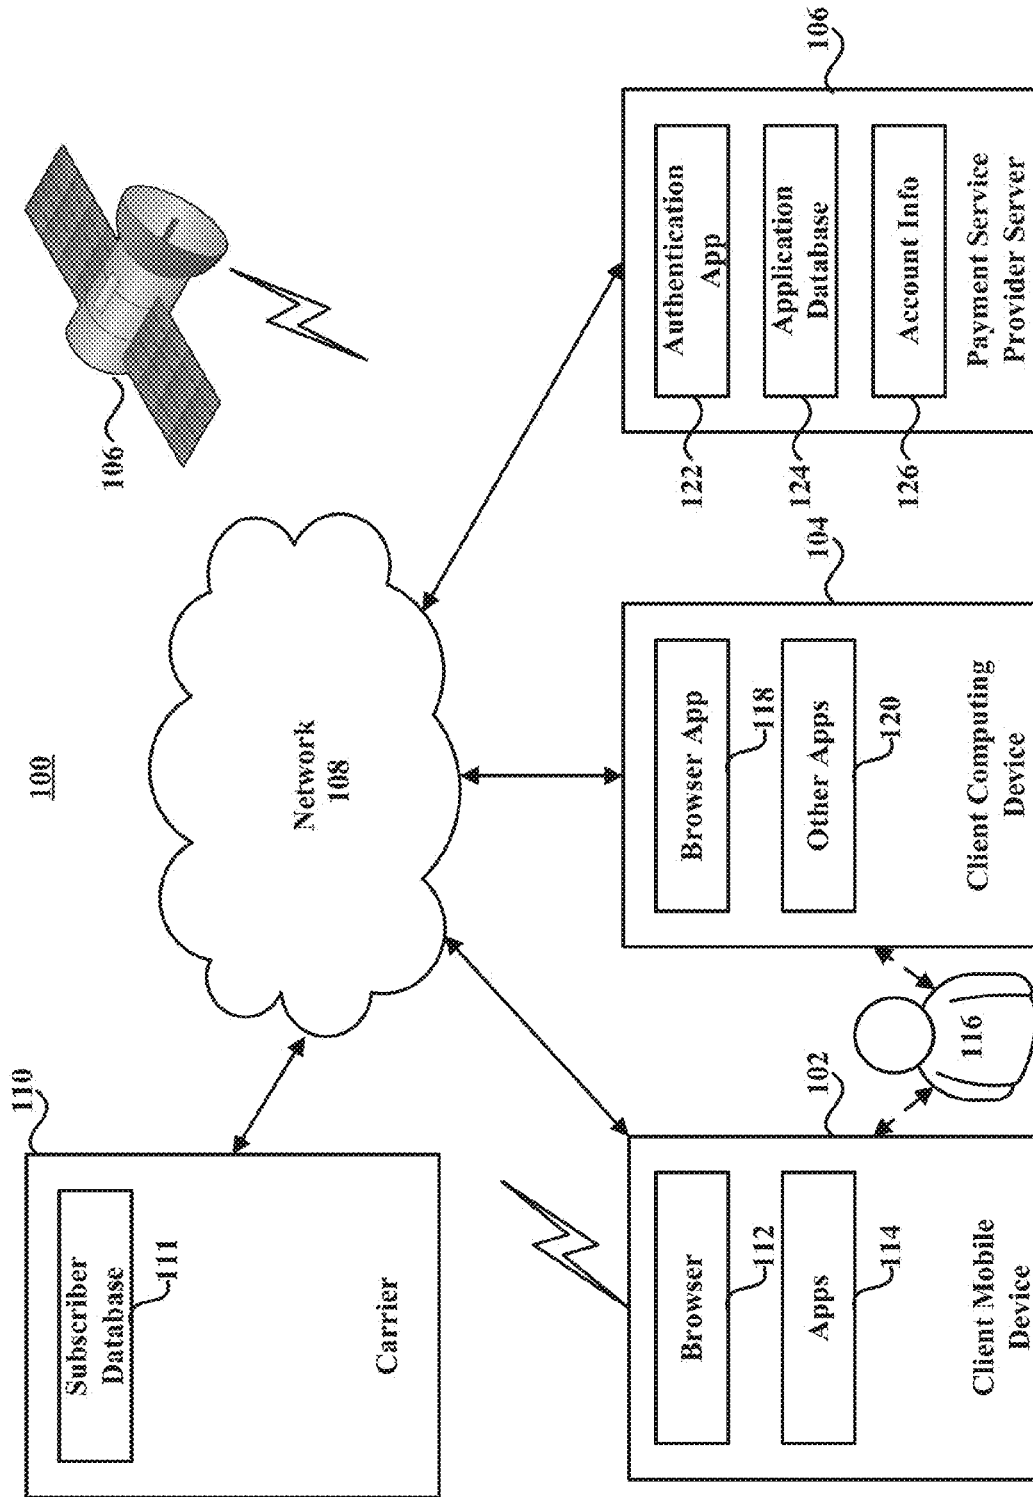 100
110
Subscriber
Database
111
Carrier
Network
108
106
Browser
112
Apps
114
Client Mobile
Device
102
116
Browser App
118
Other Apps
120
Client Computing
Device
104
Authentication
App
122
Application
Database
124
Account Info
126
Payment Service
Provider Server
106